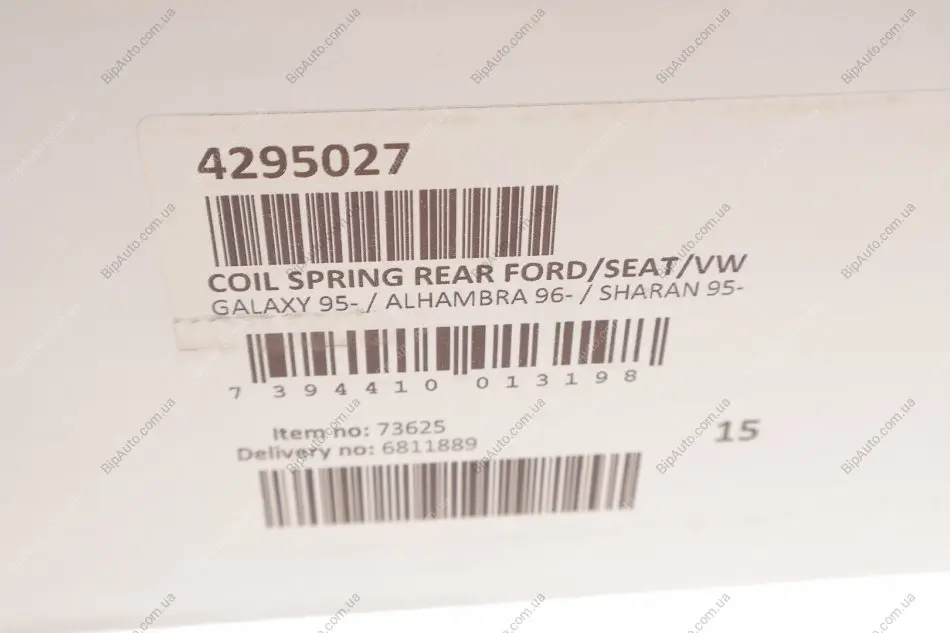 4295027
COIL SPRING REAR FORD/SEAT/VW
GALAXY 95- / ALHAMBRA 96- / SHARAN 95-
7 394410 013198
Item no: 73625
Delivery no: 6811889
15
BipAuto.com.ua